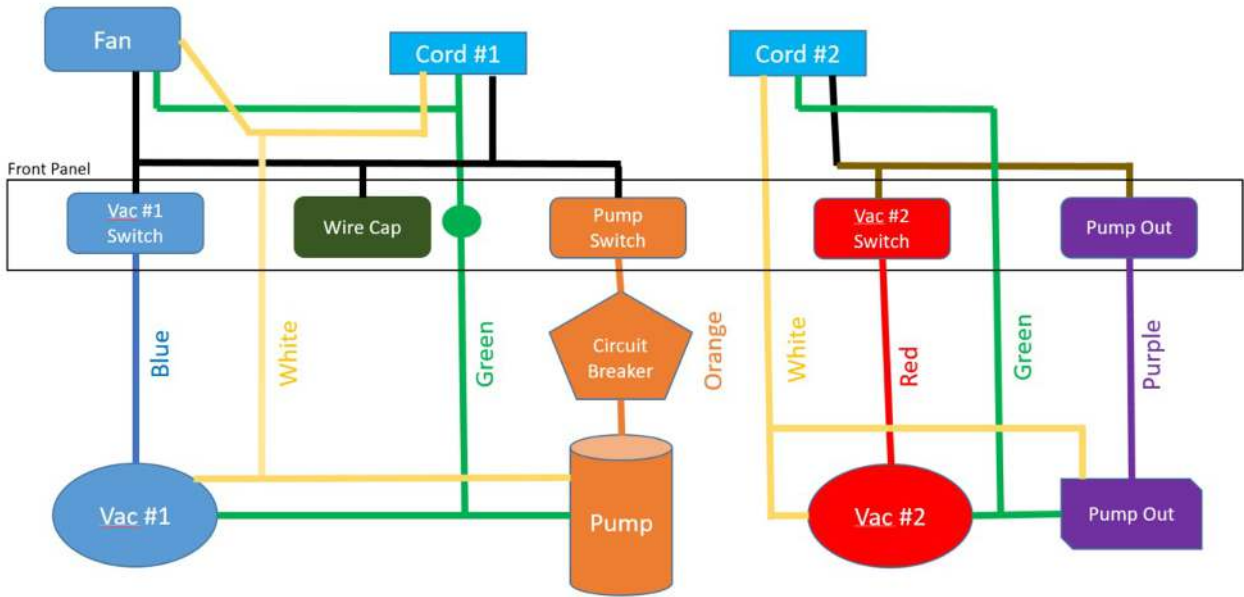 Fan
Cord #1
Cord #2
Front Panel
Vac #1
Switch
Wire Cap
Pump
Switch
Vac #2
Switch
Pump Out
Blue
White
Green
Circuit
Breaker
Orange
White
Red
Green
Purple
Vac #1
Pump
Vac #2
Pump Out